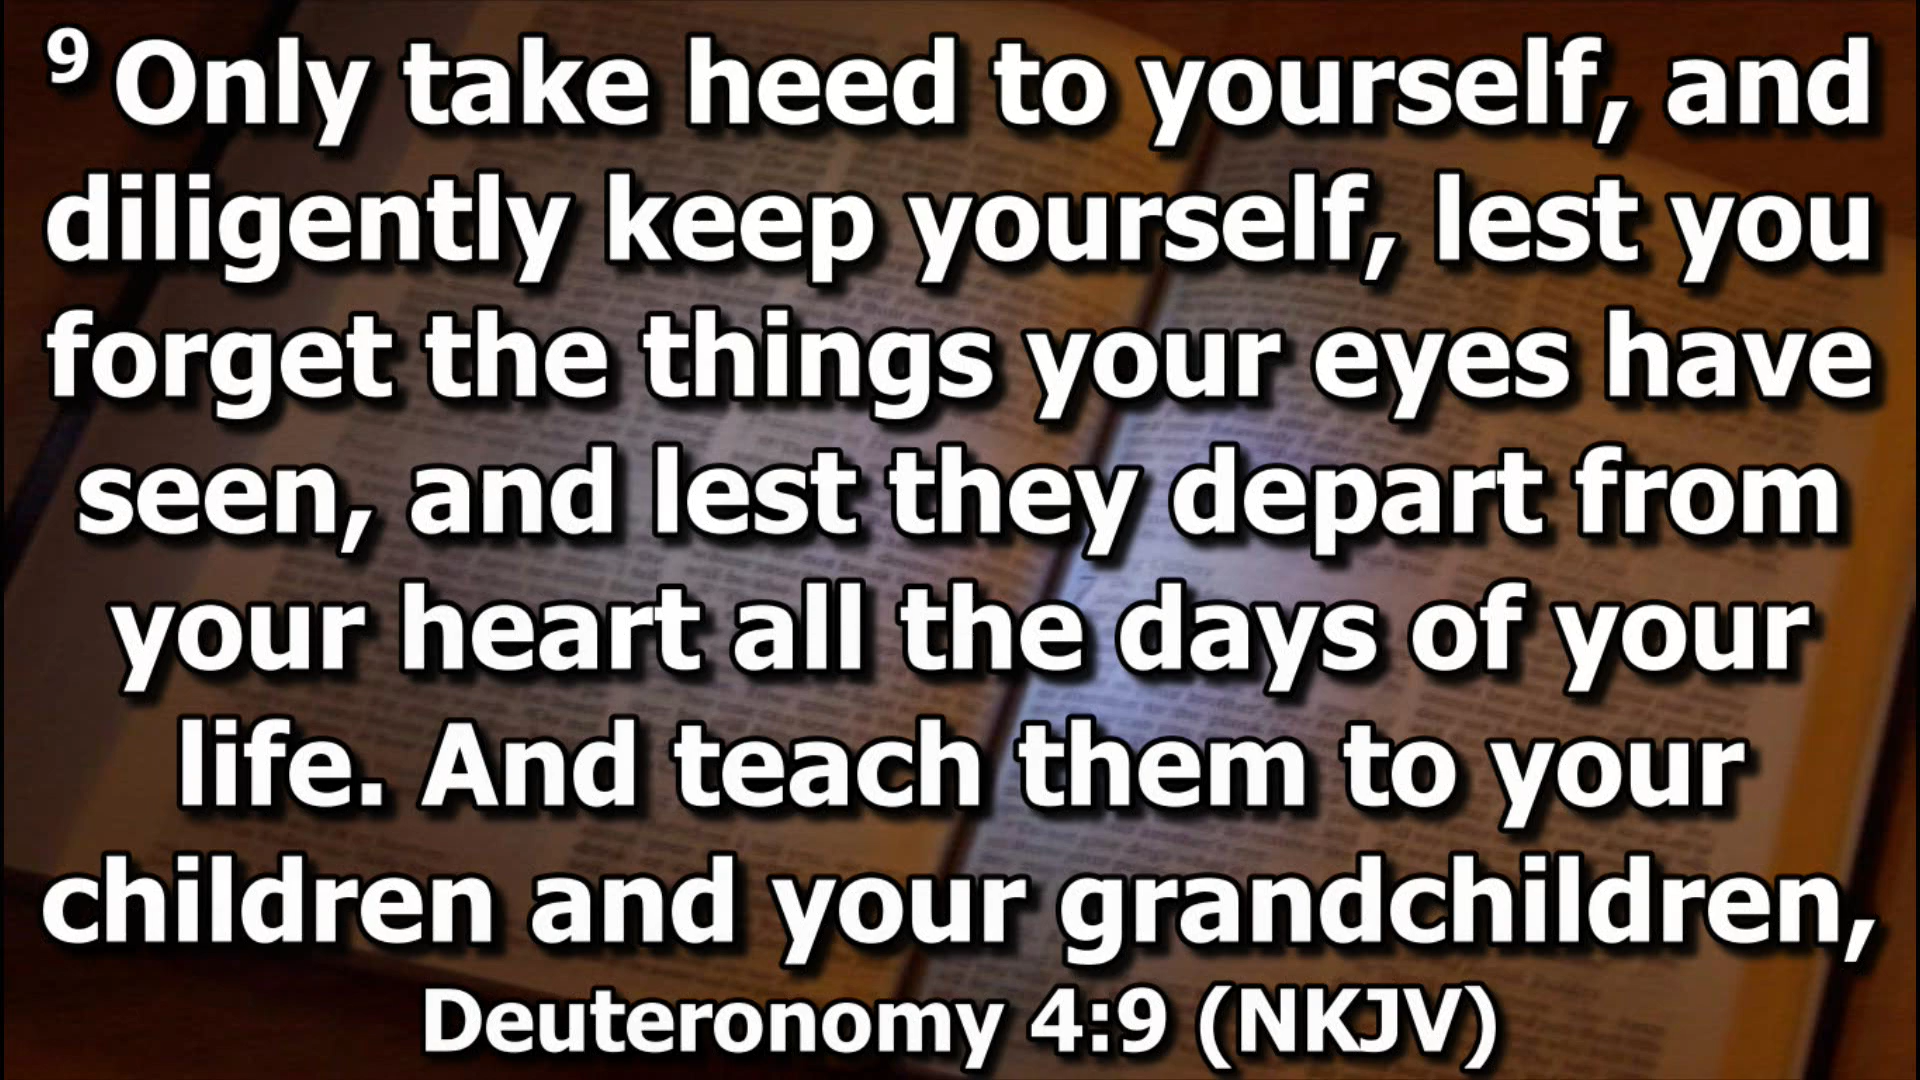 9 Only take heed to yourself, and
diligently keep yourself, lest you
forget the things your eyes have
seen, and lest they depart from
your heart all the days of your
life. And teach them to your
children and your grandchildren,
Deuteronomy 4:9 (NKJV)